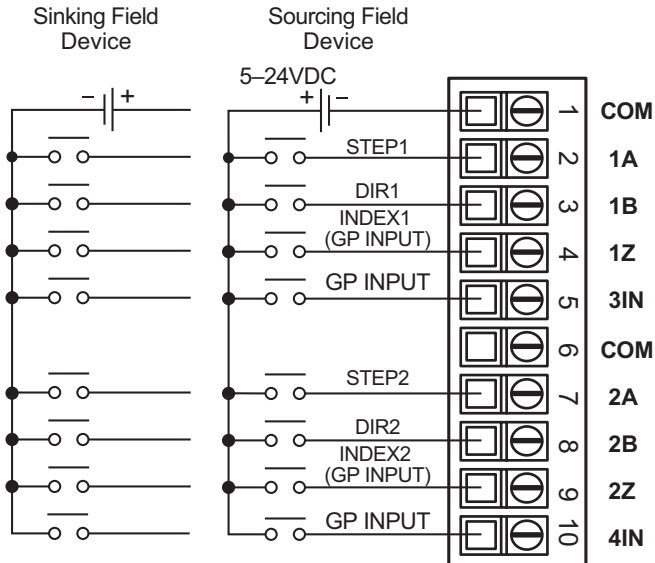 Sinking Field
Device
Sourcing Field
Device
5–24VDC
– +
+ –
1 COM
STEP1 2 1A
DIR1 3 1B
INDEX1
(GP INPUT) 4 1Z
GP INPUT 5 3IN
6 COM
STEP2 7 2A
DIR2 8 2B
INDEX2
(GP INPUT) 9 2Z
GP INPUT 10 4IN